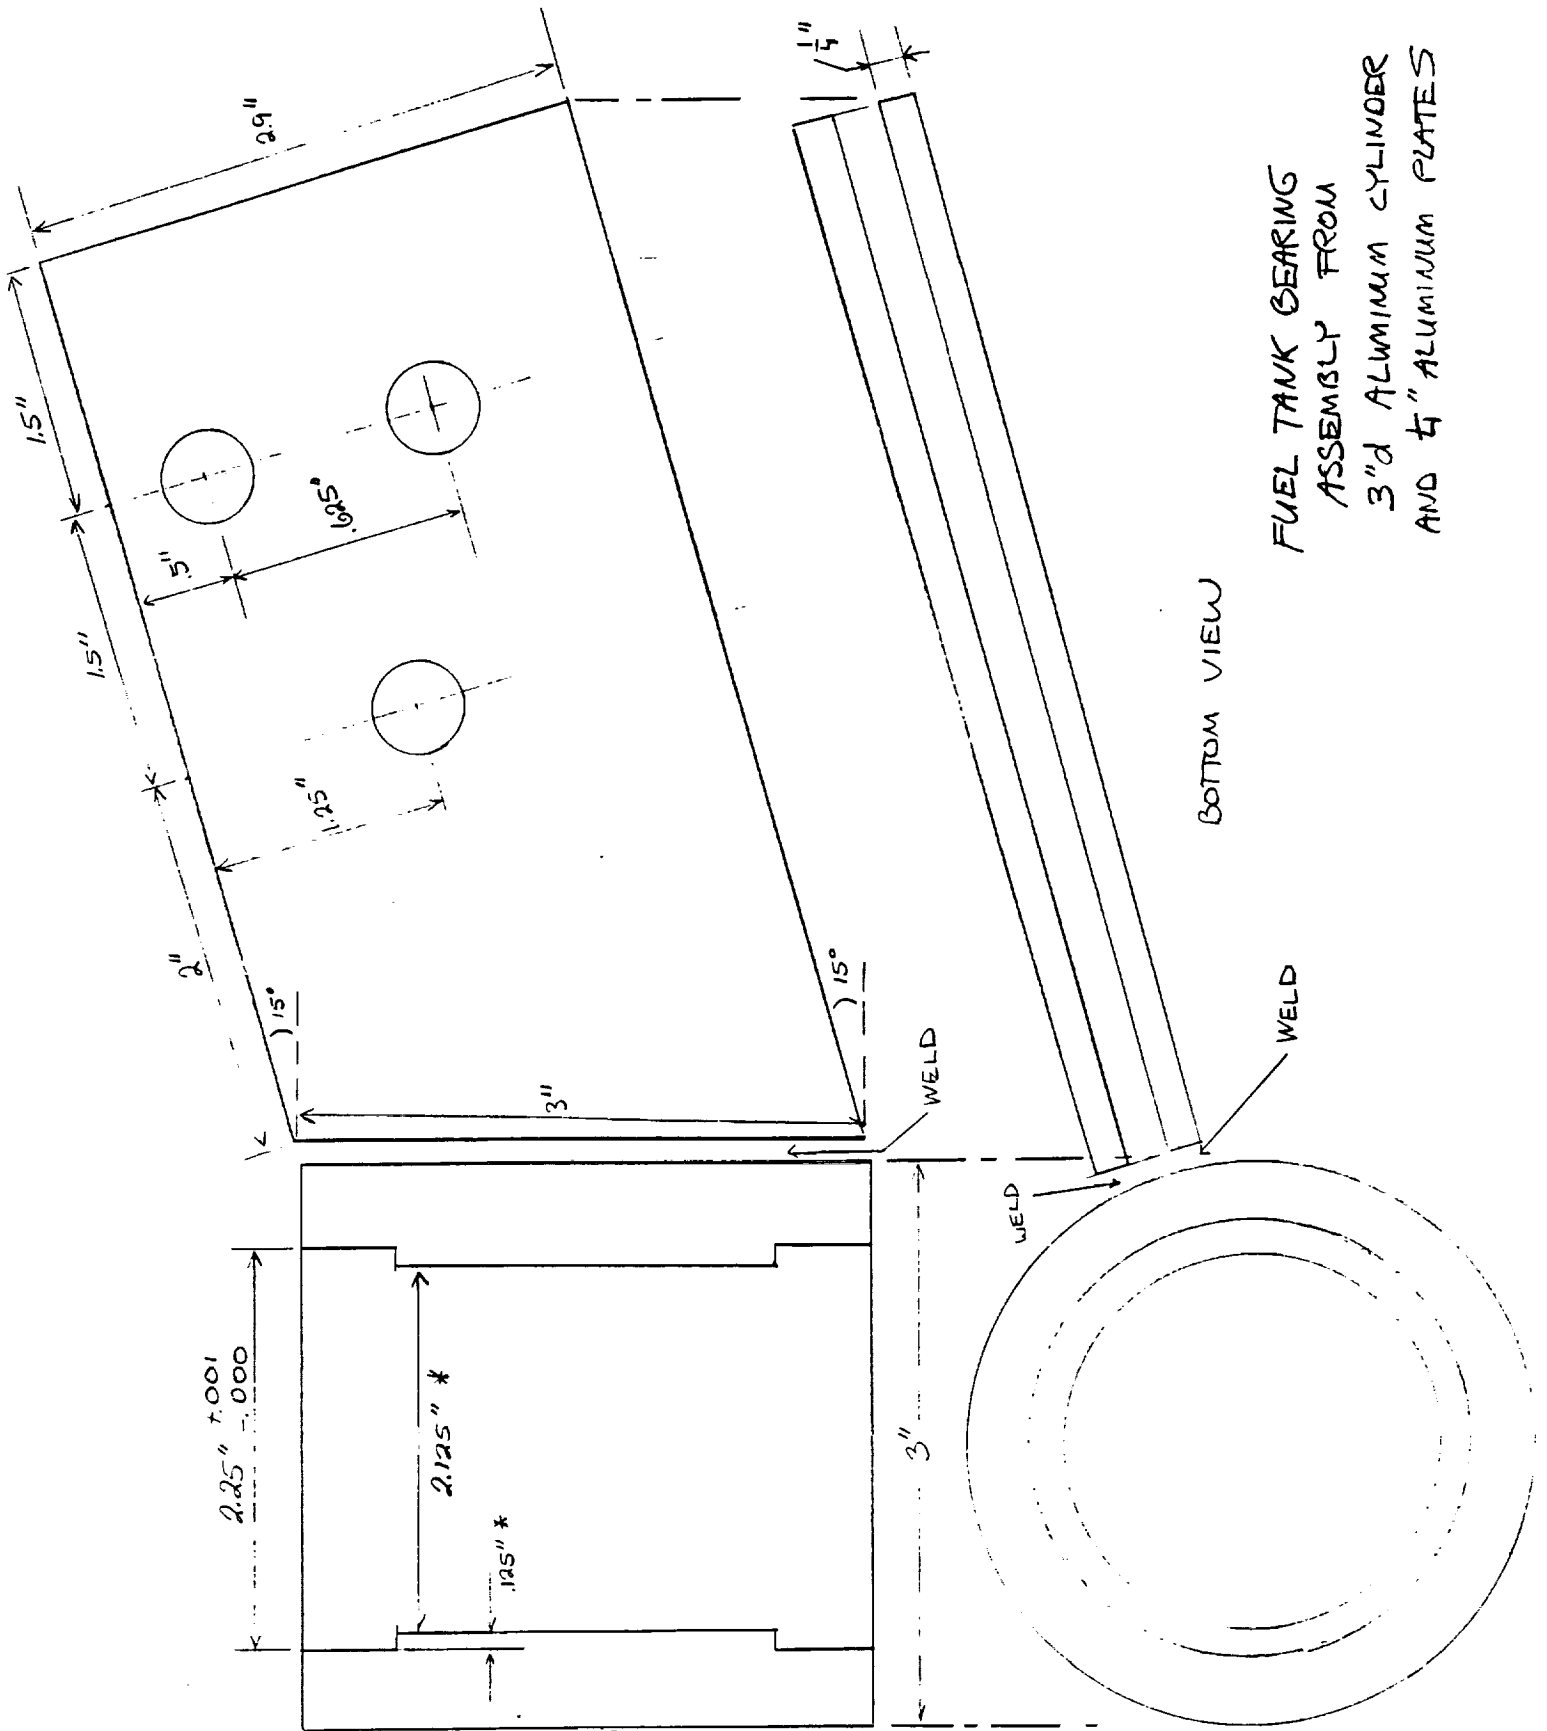 2.9"
1.5"
1.5"
2"
.5"
.625"
1.25"
15°
15°
3"
WELD
1/4"
2.25" +.001
-.000
2.125" *
.125" *
3"
WELD
WELD
BOTTOM VIEW
FUEL TANK BEARING
ASSEMBLY FROM
3"d ALUMINUM CYLINDER
AND 1/4" ALUMINUM PLATES